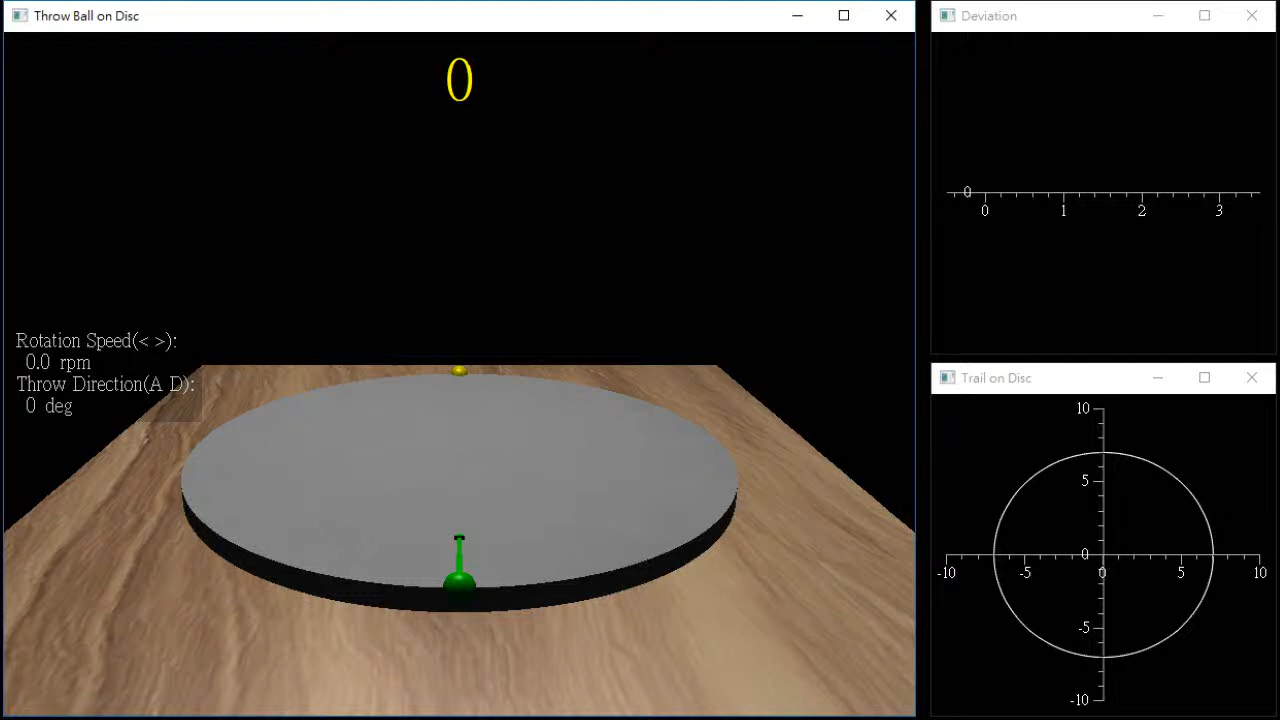 Throw Ball on Disc
0
Rotation Speed(< >):
0.0 rpm
Throw Direction(A D):
0 deg
Deviation
0
0 1 2 3
Trail on Disc
10
5
0
-10 -5 0 5 10
-5
-10